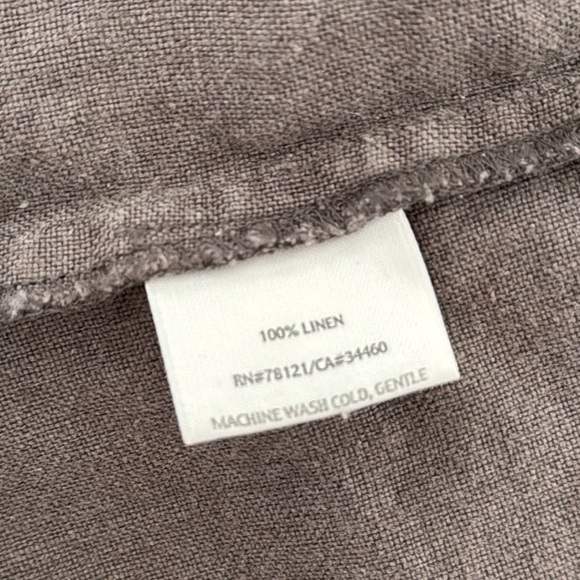 100% LINEN
RN#78121/CA#34460
MACHINE WASH COLD, GENTLE